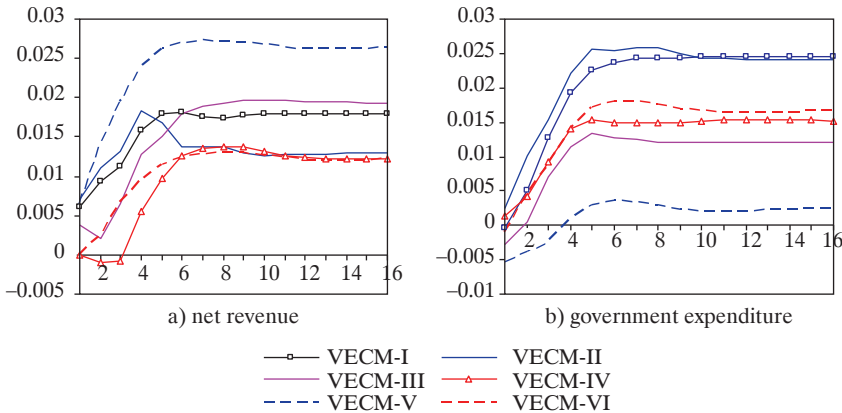 0.03
0.025
0.02
0.015
0.01
0.005
0
−0.005
2 4 6 8 10 12 14 16
a) net revenue
0.03
0.025
0.02
0.015
0.01
0.005
0
−0.005
−0.01
2 4 6 8 10 12 14 16
b) government expenditure
VECM-I VECM-II
VECM-III VECM-IV
VECM-V VECM-VI